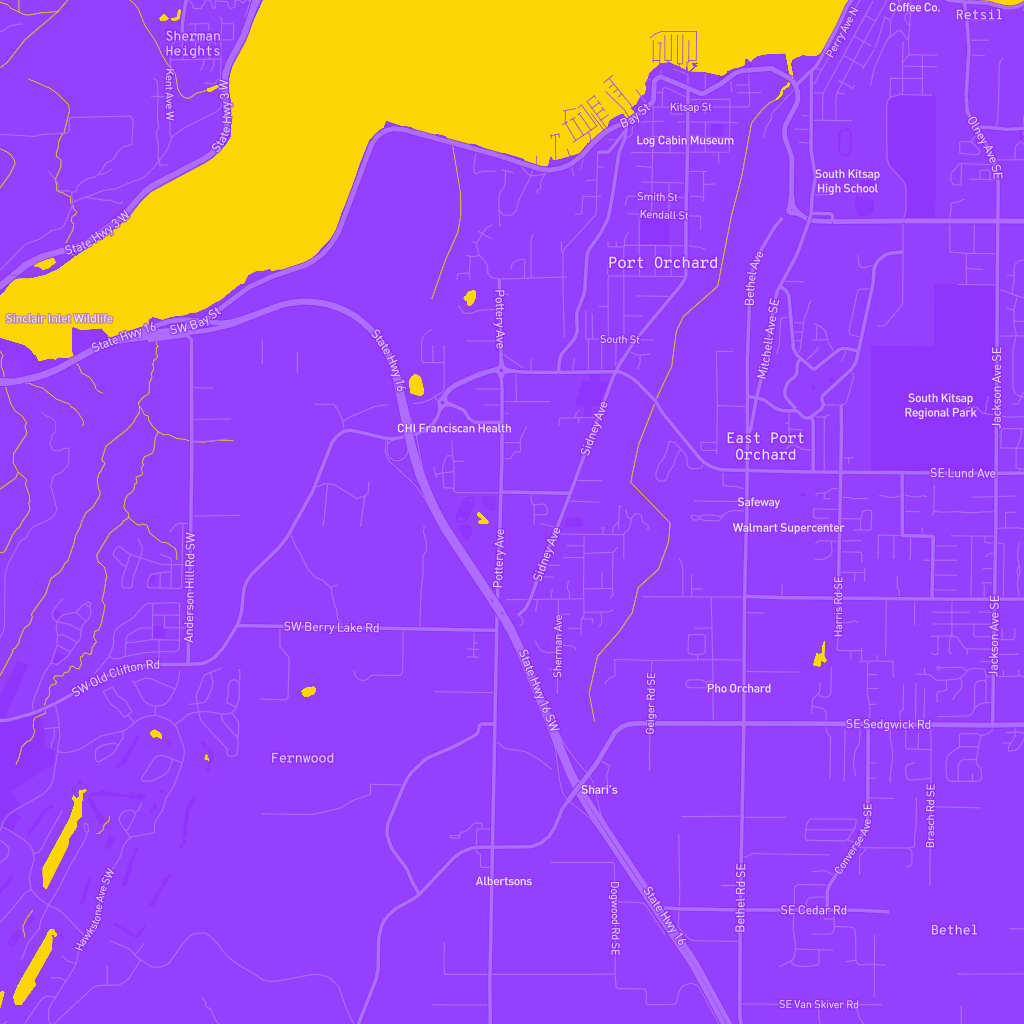 Coffee Co.
Retsil
Sherman
Heights
Perry Ave N
Kent Ave W
State Hwy 3 W
Kitsap St
Bay St
Olney Ave SE
Log Cabin Museum
South Kitsap
High School
Smith St
Kendall St
State Hwy 3 W
Port Orchard
Bethel Ave
Sinclair Inlet Wildlife
State Hwy 16
SW Bay St
Pottery Ave
Mitchell Ave SE
South St
State Hwy 16
Jackson Ave SE
South Kitsap
Regional Park
CHI Franciscan Health
Sidney Ave
East Port
Orchard
SE Lund Ave
Safeway
Walmart Supercenter
Anderson Hill Rd SW
Pottery Ave
Sidney Ave
Harris Rd SE
SW Berry Lake Rd
Sherman Ave
Jackson Ave SE
SW Old Clifton Rd
State Hwy 16 SW
Geiger Rd SE
Pho Orchard
SE Sedgwick Rd
Fernwood
Shari's
Brasch Rd SE
Converse Ave SE
Albertsons
Hawkstone Ave SW
Dogwood Rd SE
State Hwy 16
Bethel Rd SE
SE Cedar Rd
Bethel
SE Van Skiver Rd